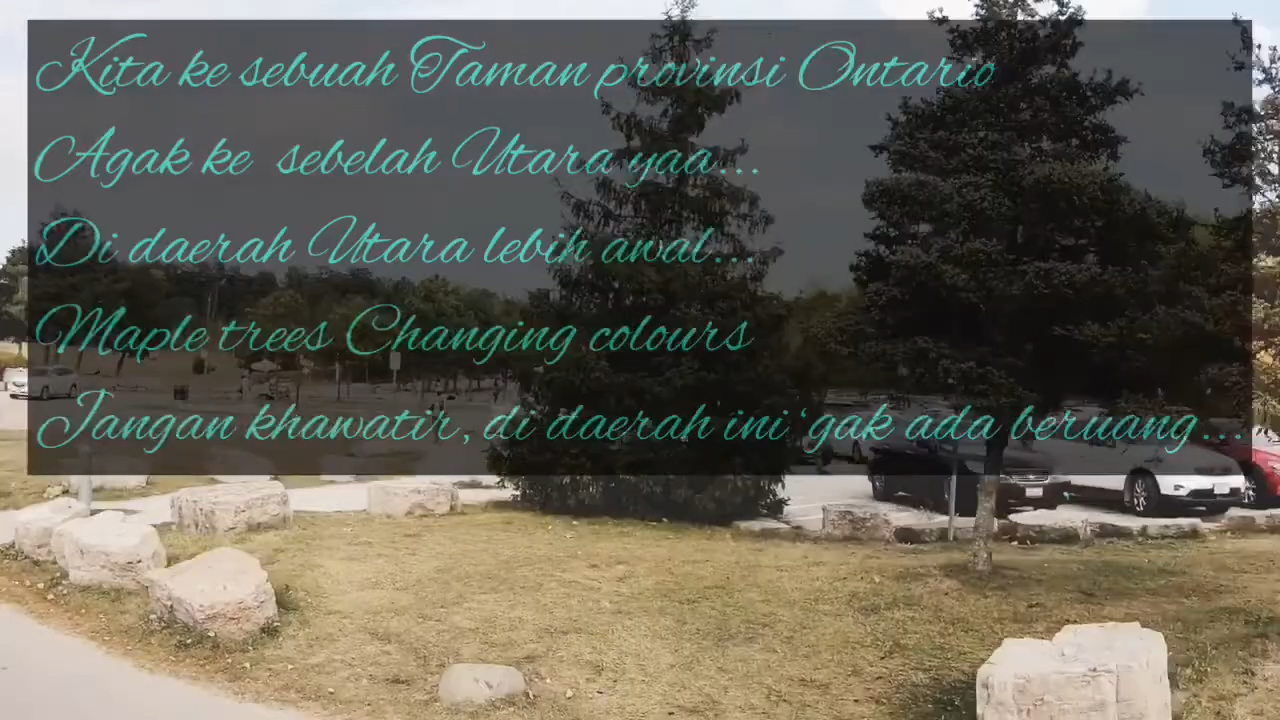 Kita ke sebuah Taman provinsi Ontario
Agak ke sebelah Utara yaa...
Di daerah Utara lebih awal...
Maple trees Changing colours
Jangan khawatir, di daerah ini ‘gak ada beruang...